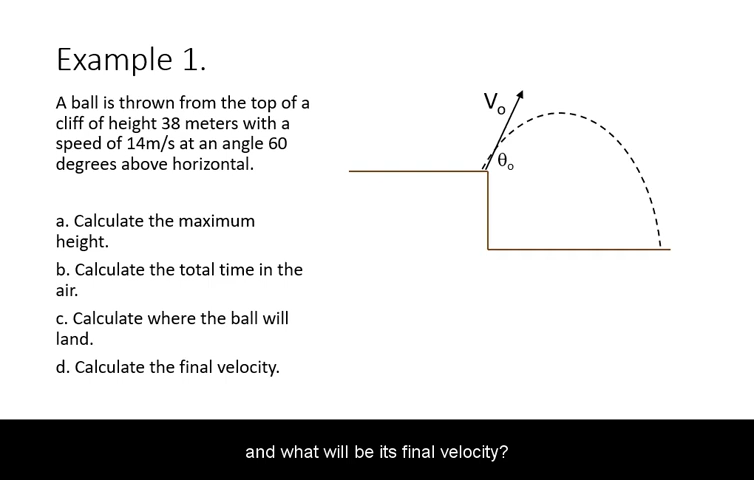 Example 1.
A ball is thrown from the top of a
cliff of height 38 meters with a
speed of 14m/s at an angle 60
degrees above horizontal.
a. Calculate the maximum
height.
b. Calculate the total time in the
air.
c. Calculate where the ball will
land.
d. Calculate the final velocity.
Vₒ
θₒ
and what will be its final velocity?